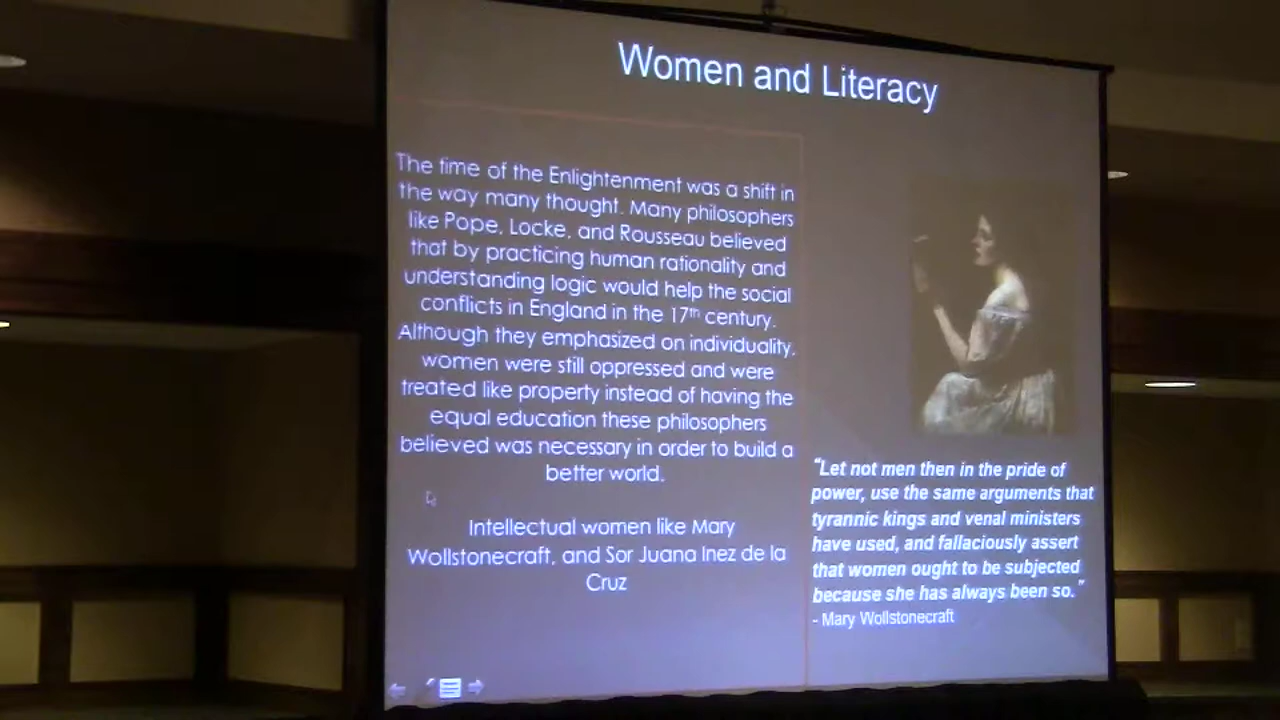 Women and Literacy
The time of the Enlightenment was a shift in
the way many thought. Many philosophers
like Pope, Locke, and Rousseau believed
that by practicing human rationality and
understanding logic would help the social
conflicts in England in the 17th century.
Although they emphasized on individuality,
women were still oppressed and were
treated like property instead of having the
equal education these philosophers
believed was necessary in order to build a
better world.
Intellectual women like Mary
Wollstonecraft, and Sor Juana Inez de la
Cruz
“Let not men then in the pride of
power, use the same arguments that
tyrannic kings and venal ministers
have used, and fallaciously assert
that women ought to be subjected
because she has always been so.”
- Mary Wollstonecraft